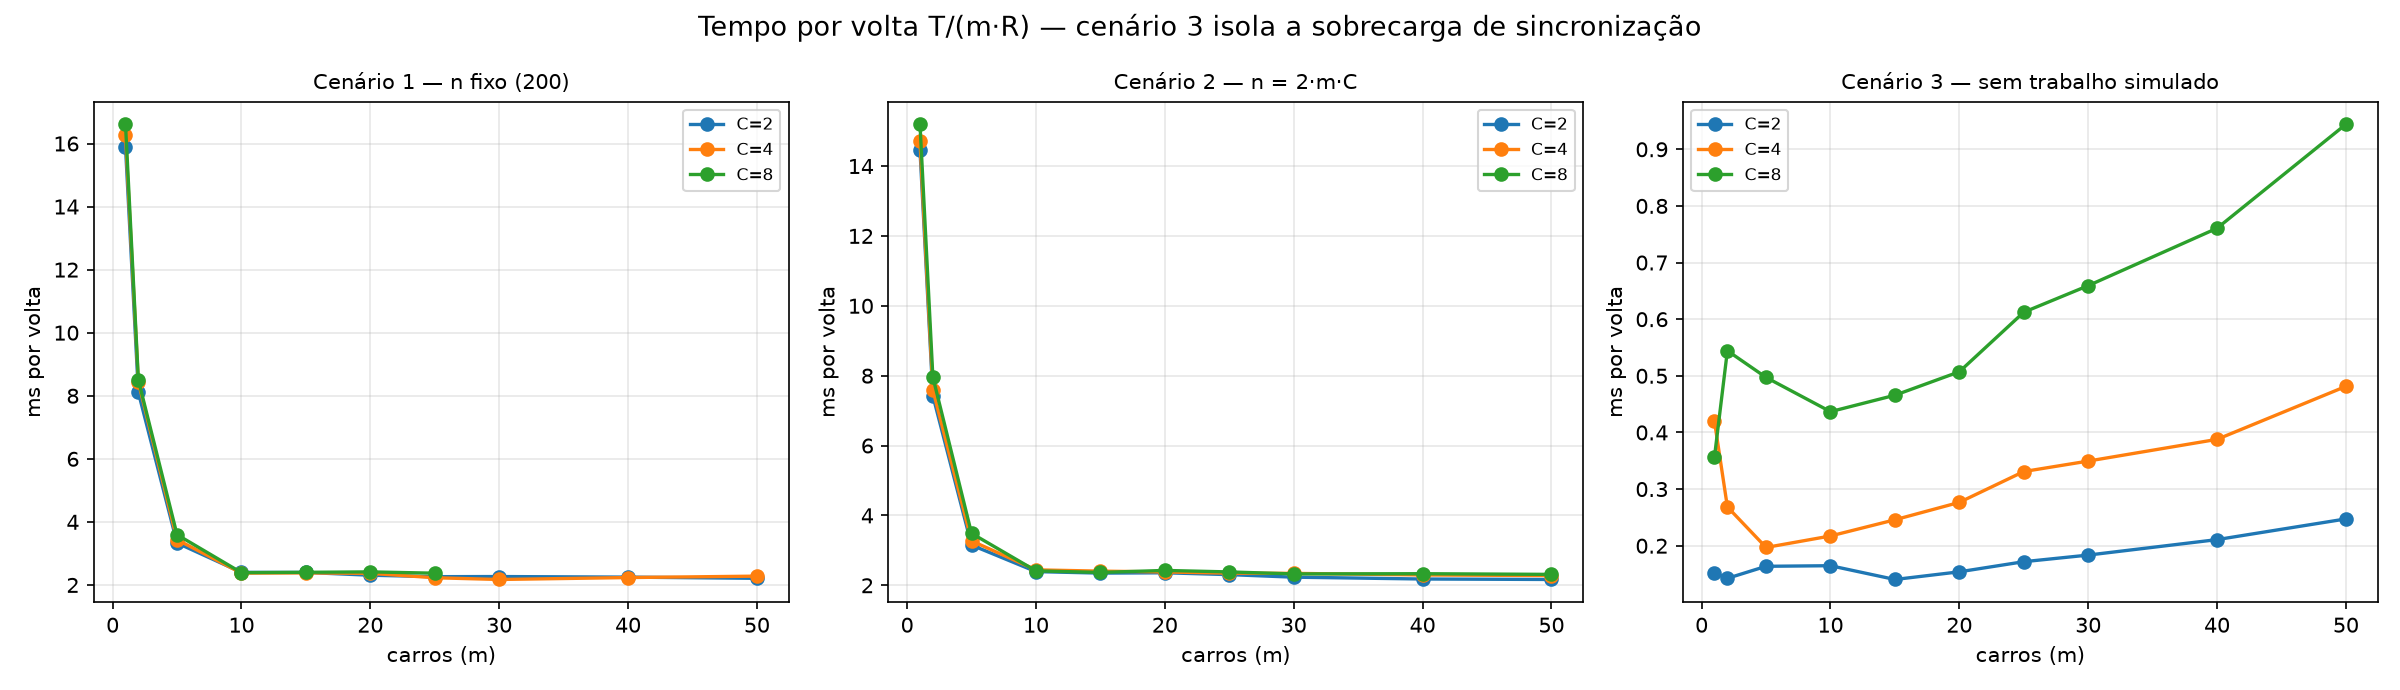 Tempo por volta T/(m·R) — cenário 3 isola a sobrecarga de sincronização
Cenário 1 — n fixo (200)
ms por volta
16
14
12
10
8
6
4
2
0
10
20
30
40
50
carros (m)
C=2
C=4
C=8
Cenário 2 — n = 2·m·C
ms por volta
14
12
10
8
6
4
2
0
10
20
30
40
50
carros (m)
C=2
C=4
C=8
Cenário 3 — sem trabalho simulado
ms por volta
0.9
0.8
0.7
0.6
0.5
0.4
0.3
0.2
0
10
20
30
40
50
carros (m)
C=2
C=4
C=8